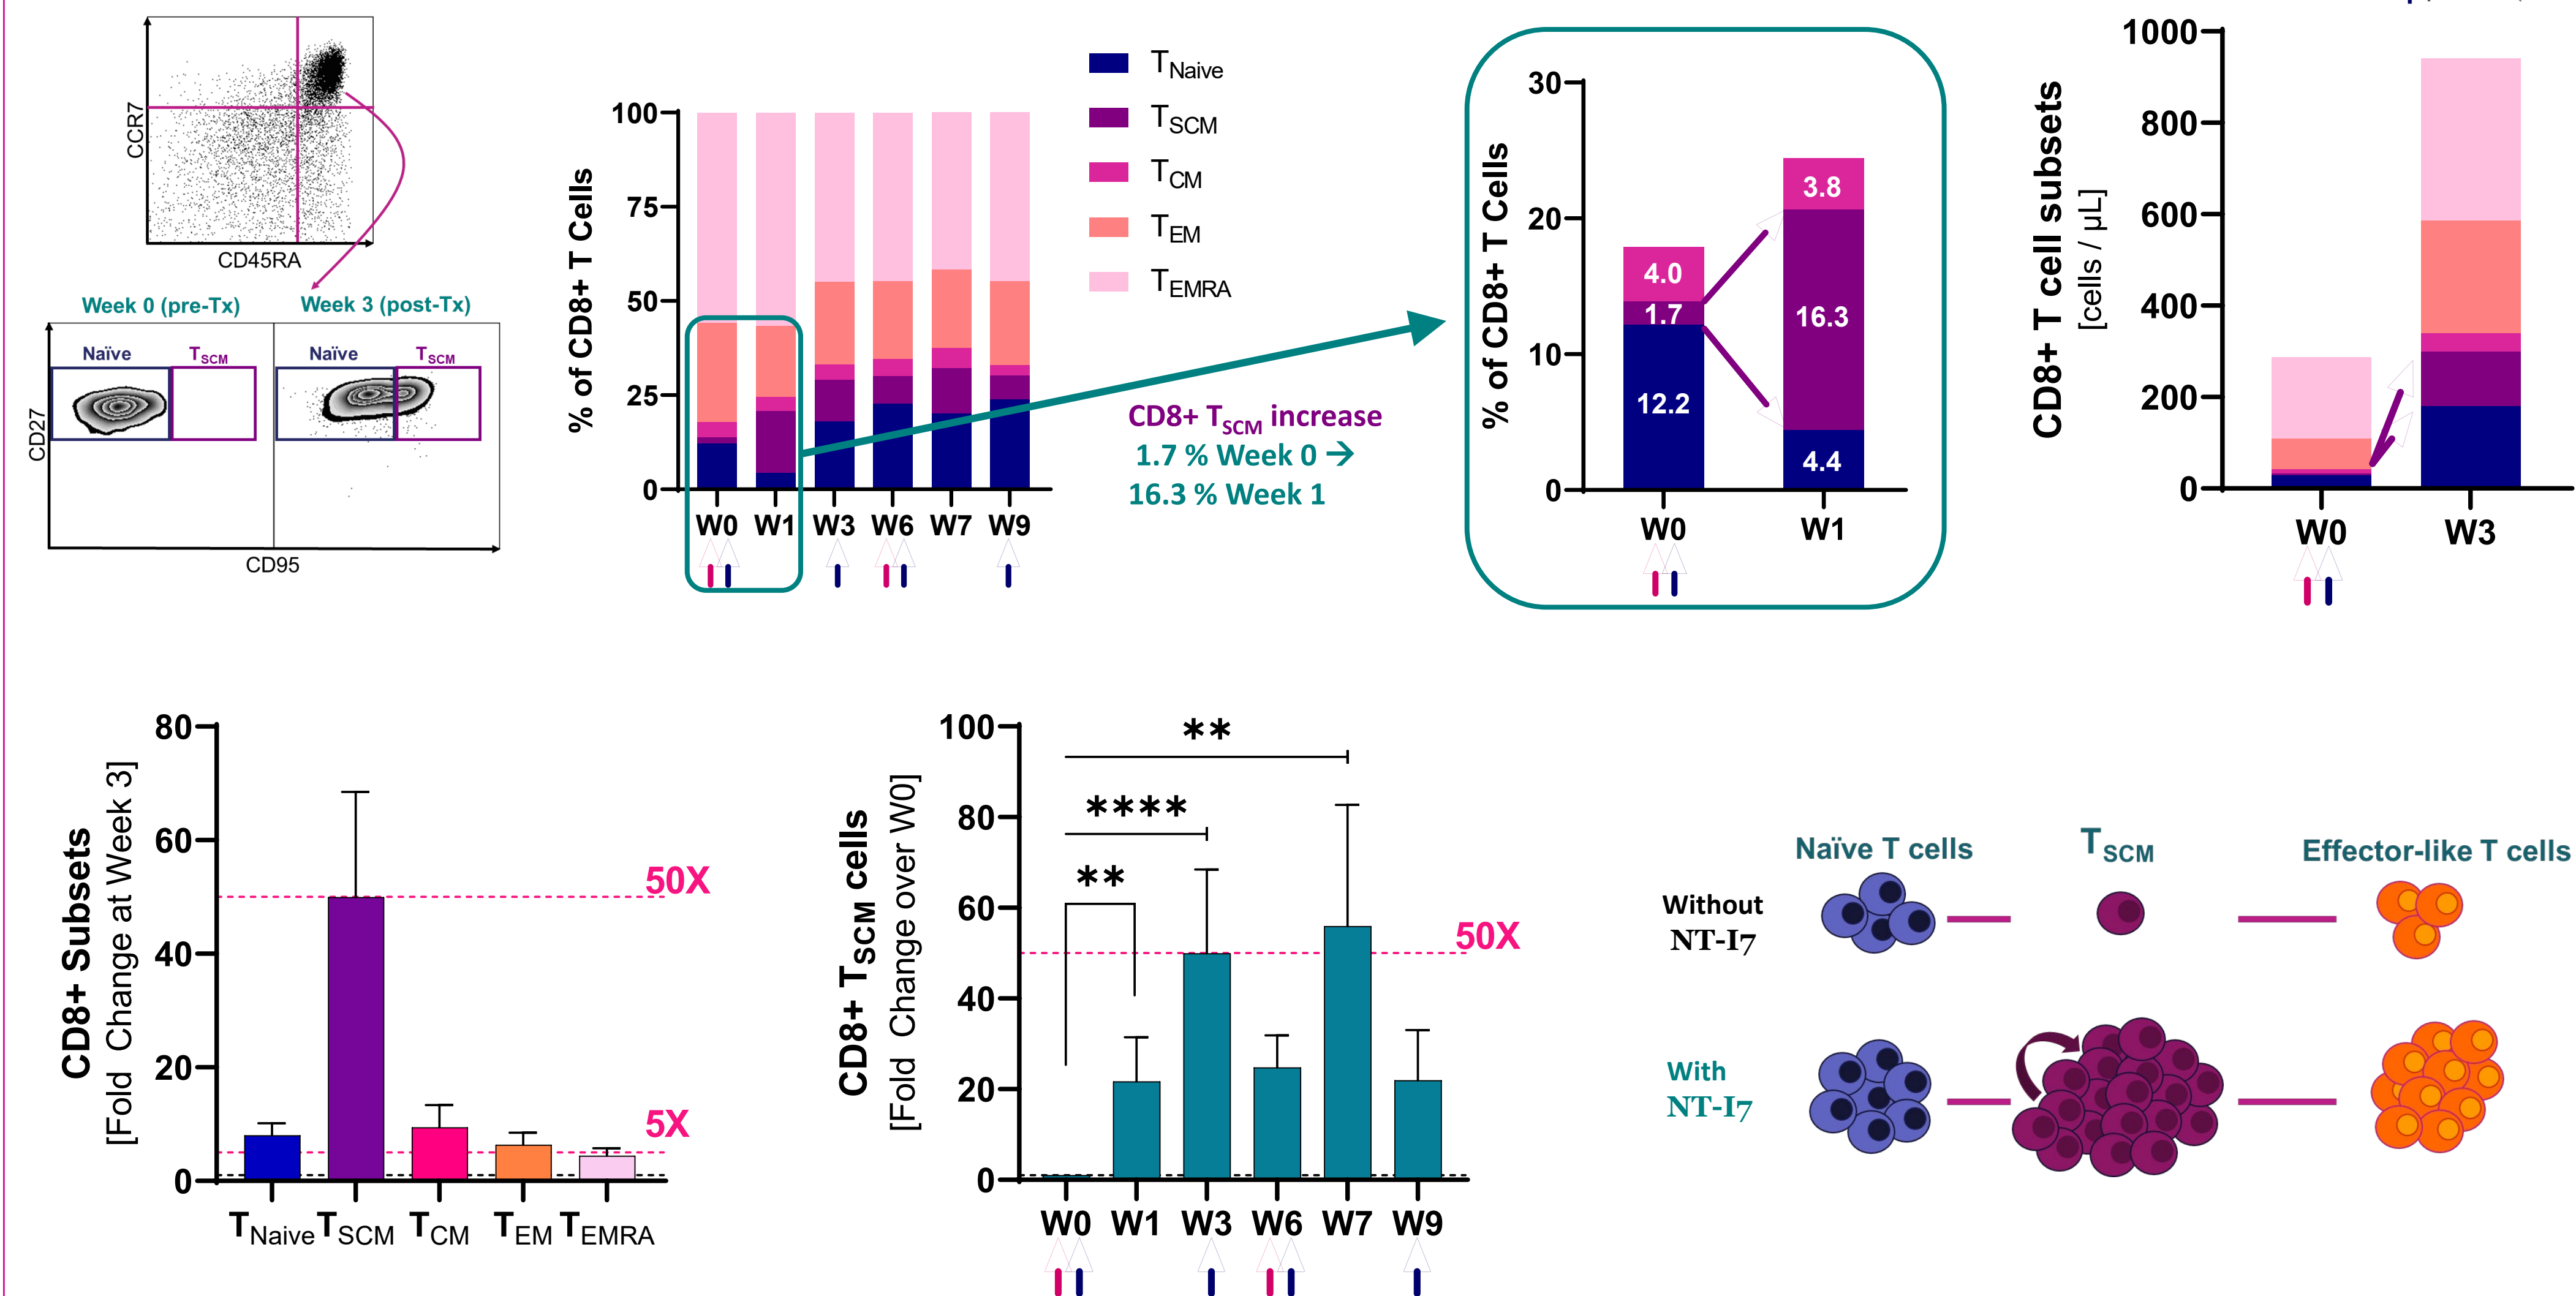 CCR7
CD45RA
Week 0 (pre-Tx)
Week 3 (post-Tx)
Naïve
TSCM
Naïve
TSCM
CD27
CD95
% of CD8+ T Cells
100
75
50
25
0
W0 W1 W3 W6 W7 W9
TNaive
TSCM
TCM
TEM
TEMRA
CD8+ TSCM increase
1.7 % Week 0 →
16.3 % Week 1
% of CD8+ T Cells
30
20
10
0
4.0
1.7
12.2
3.8
16.3
4.4
W0 W1
CD8+ T cell subsets
[cells / µL]
1000
800
600
400
200
0
W0 W3
CD8+ Subsets
[Fold Change at Week 3]
80
60
40
20
0
50X
5X
TNaive TSCM TCM TEM TEMRA
CD8+ TSCM cells
[Fold Change over W0]
100
80
60
40
20
0
**
****
**
50X
W0 W1 W3 W6 W7 W9
Naïve T cells
TSCM
Effector-like T cells
Without
NT-I7
With
NT-I7